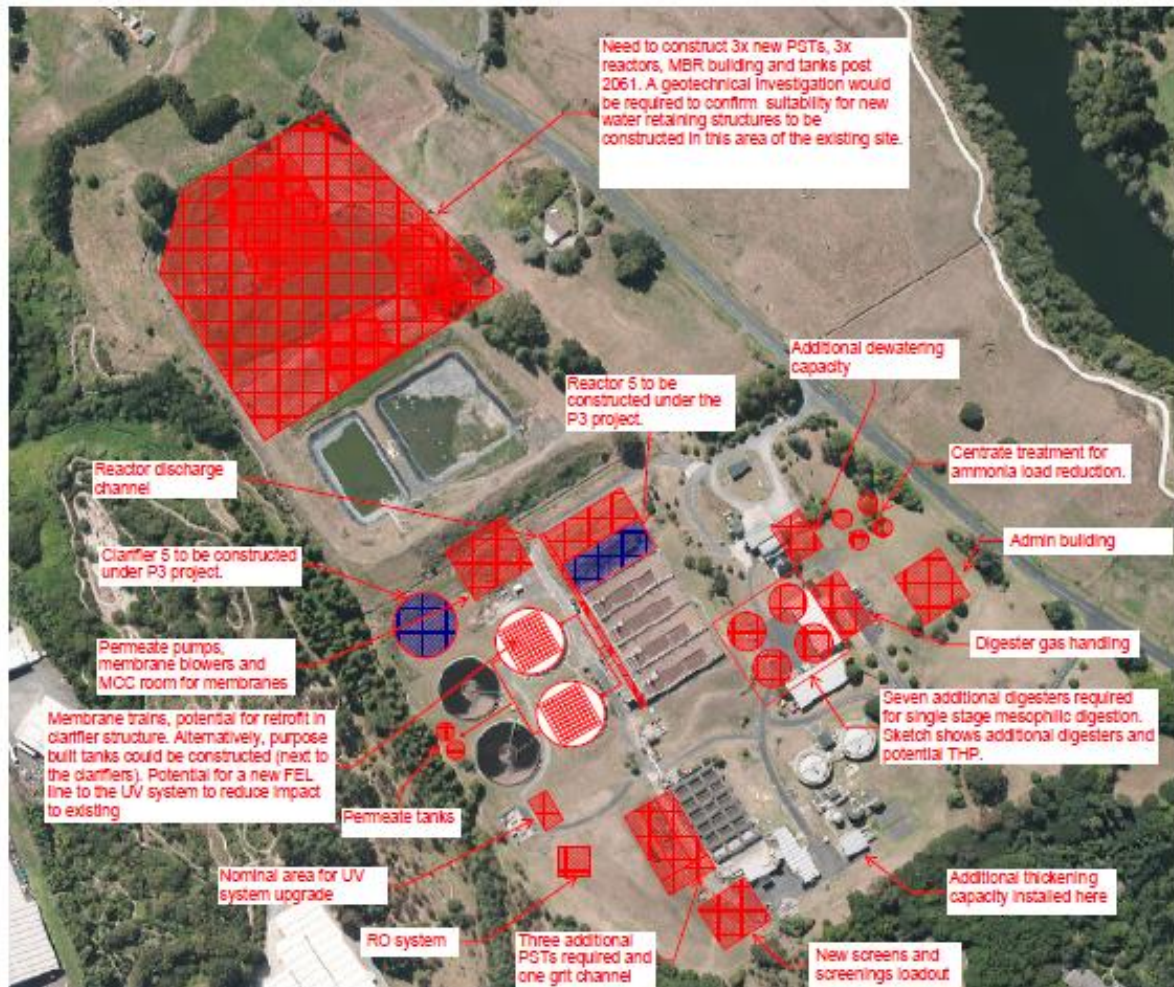 Need to construct 3x new PSTs, 3x
reactors, MBR building and tanks post
2061. A geotechnical investigation would
be required to confirm suitability for new
water retaining structures to be
constructed in this area of the existing site.
Additional dewatering
capacity
Reactor 5 to be
constructed under the
P3 project.
Centrate treatment for
ammonia load reduction.
Reactor discharge
channel
Admin building
Clarifier 5 to be constructed
under P3 project.
Digester gas handling
Permeate pumps,
membrane blowers and
MCC room for membranes
Seven additional digesters required
for single stage mesophilic digestion.
Sketch shows additional digesters and
potential THP.
Membrane trains, potential for retrofit in
clarifier structure. Alternatively, purpose
built tanks could be constructed (next to
the clarifiers). Potential for a new FEL
line to the UV system to reduce impact
to existing
Permeate tanks
Nominal area for UV
system upgrade
Additional thickening
capacity installed here
RO system
Three additional
PSTs required and
one grit channel
New screens and
screenings loadout